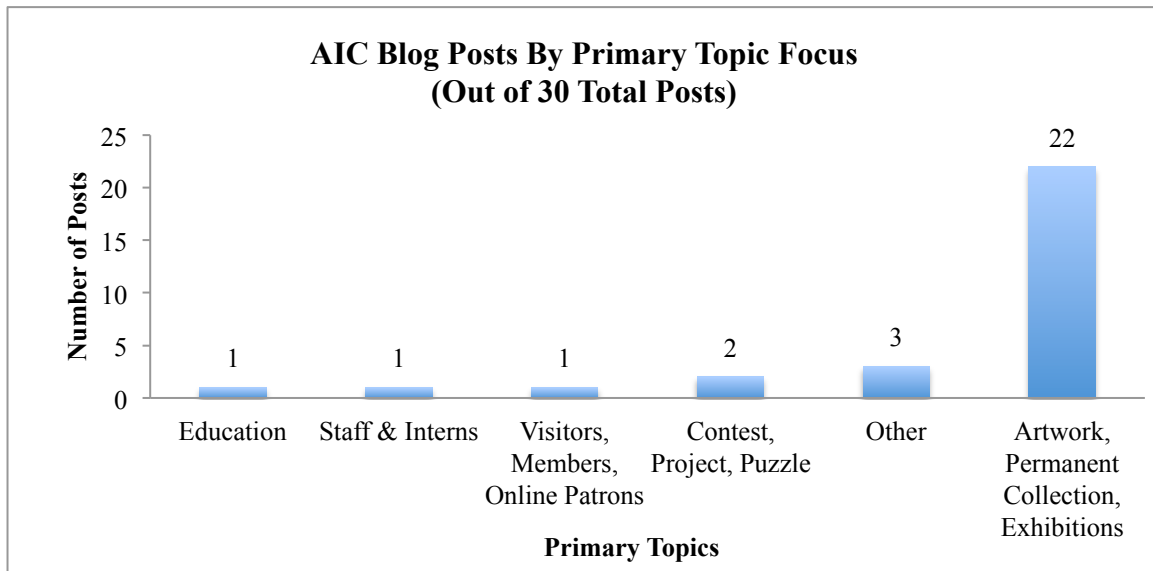 AIC Blog Posts By Primary Topic Focus
(Out of 30 Total Posts)
Number of Posts
25
20
15
10
5
0
1
1
1
2
3
22
Education
Staff & Interns
Visitors,
Members,
Online Patrons
Contest,
Project, Puzzle
Other
Artwork,
Permanent
Collection,
Exhibitions
Primary Topics